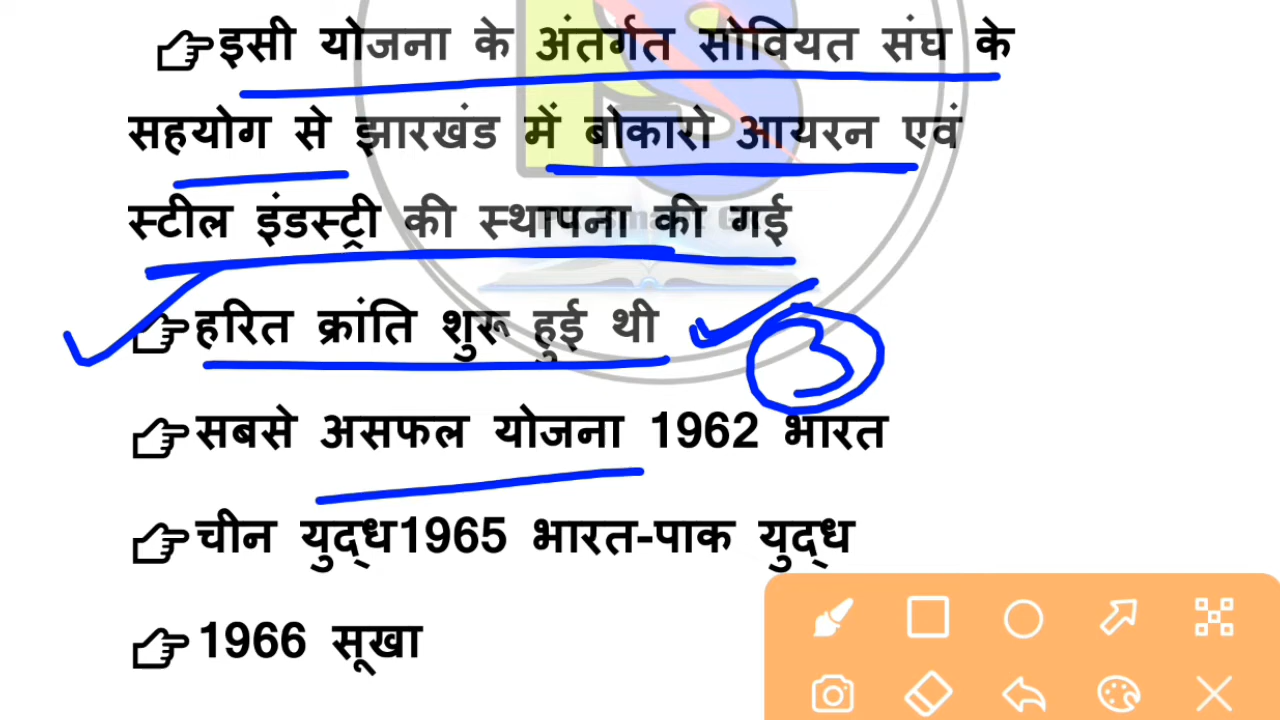 इसी योजना के अंतर्गत सोवियत संघ के
सहयोग से झारखंड में बोकारो आयरन एवं
स्टील इंडस्ट्री की स्थापना की गई
हरित क्रांति शुरू हुई थी
3
सबसे असफल योजना 1962 भारत
चीन युद्ध1965 भारत-पाक युद्ध
1966 सूखा